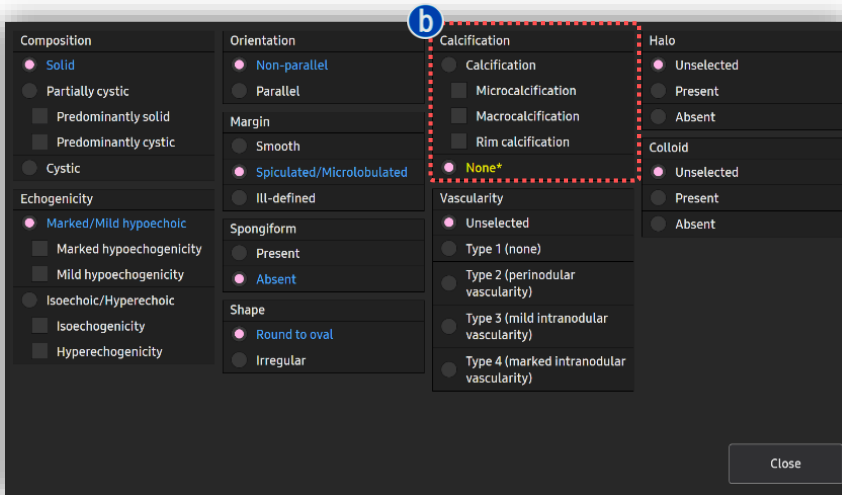 b
Composition
Solid
Partially cystic
Predominantly solid
Predominantly cystic
Cystic
Echogenicity
Marked/Mild hypoechoic
Marked hypoechogenicity
Mild hypoechogenicity
Isoechoic/Hyperechoic
Isoechogenicity
Hyperechogenicity
Orientation
Non-parallel
Parallel
Margin
Smooth
Spiculated/Microlobulated
Ill-defined
Spongiform
Present
Absent
Shape
Round to oval
Irregular
Calcification
Calcification
Microcalcification
Macrocalcification
Rim calcification
None*
Vascularity
Unselected
Type 1 (none)
Type 2 (perinodular
vascularity)
Type 3 (mild intranodular
vascularity)
Type 4 (marked intranodular
vascularity)
Halo
Unselected
Present
Absent
Colloid
Unselected
Present
Absent
Close